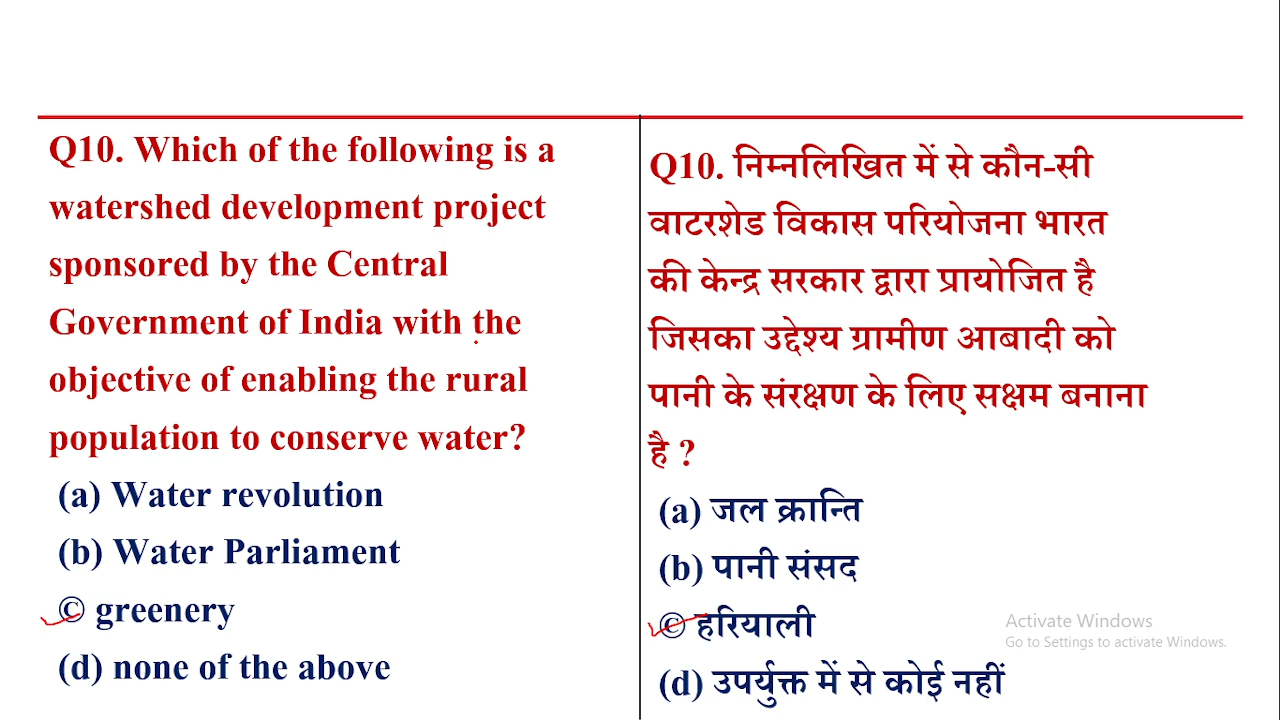 Q10. Which of the following is a
watershed development project
sponsored by the Central
Government of India with the
objective of enabling the rural
population to conserve water?
(a) Water revolution
(b) Water Parliament
© greenery
(d) none of the above
Q10. निम्नलिखित में से कौन-सी
वाटरशेड विकास परियोजना भारत
की केन्द्र सरकार द्वारा प्रायोजित है
जिसका उद्देश्य ग्रामीण आबादी को
पानी के संरक्षण के लिए सक्षम बनाना
है ?
(a) जल क्रान्ति
(b) पानी संसद
© हरियाली
(d) उपर्युक्त में से कोई नहीं
Activate Windows
Go to Settings to activate Windows.